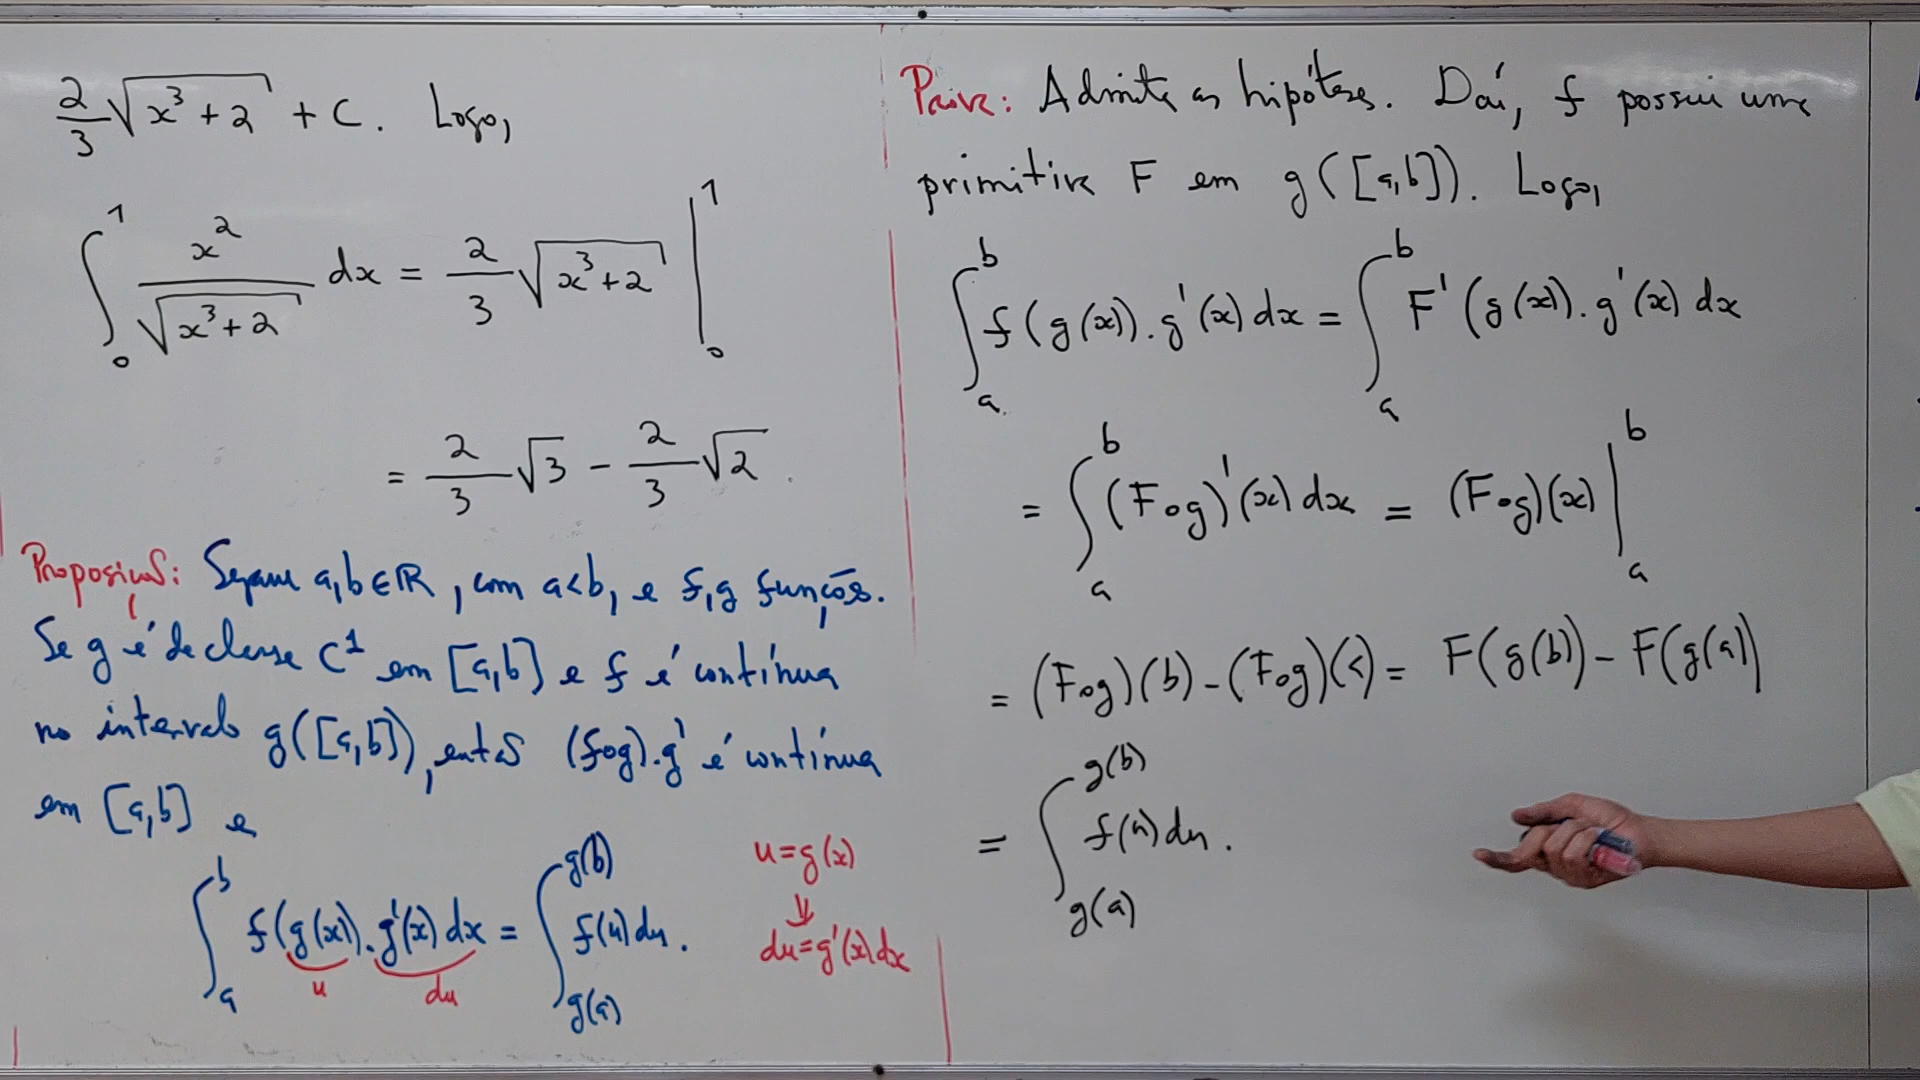 2/3 √(x³+2) + C. Logo,
∫₀¹ x²/√(x³+2) dx = 2/3 √(x³+2) |₀¹
= 2/3 √3 - 2/3 √2.
Proposição: Sejam a,b∈ℝ, com a<b, e f,g funções.
Se g é de classe C¹ em [a,b] e f é contínua
no intervalo g([a,b]), então (f∘g).g' é contínua
em [a,b] e
∫ₐᵇ f(g(x)).g'(x) dx = ∫_{g(a)}^{g(b)} f(u) du.
u
du
u=g(x)
⇓
du=g'(x)dx
Prova: Admita as hipóteses. Daí, f possui uma
primitiva F em g([a,b]). Logo,
∫ₐᵇ f(g(x)).g'(x) dx = ∫ₐᵇ F'(g(x)).g'(x) dx
= ∫ₐᵇ (F∘g)'(x) dx = (F∘g)(x) |ₐᵇ
= (F∘g)(b) - (F∘g)(a) = F(g(b)) - F(g(a))
= ∫_{g(a)}^{g(b)} f(u) du.